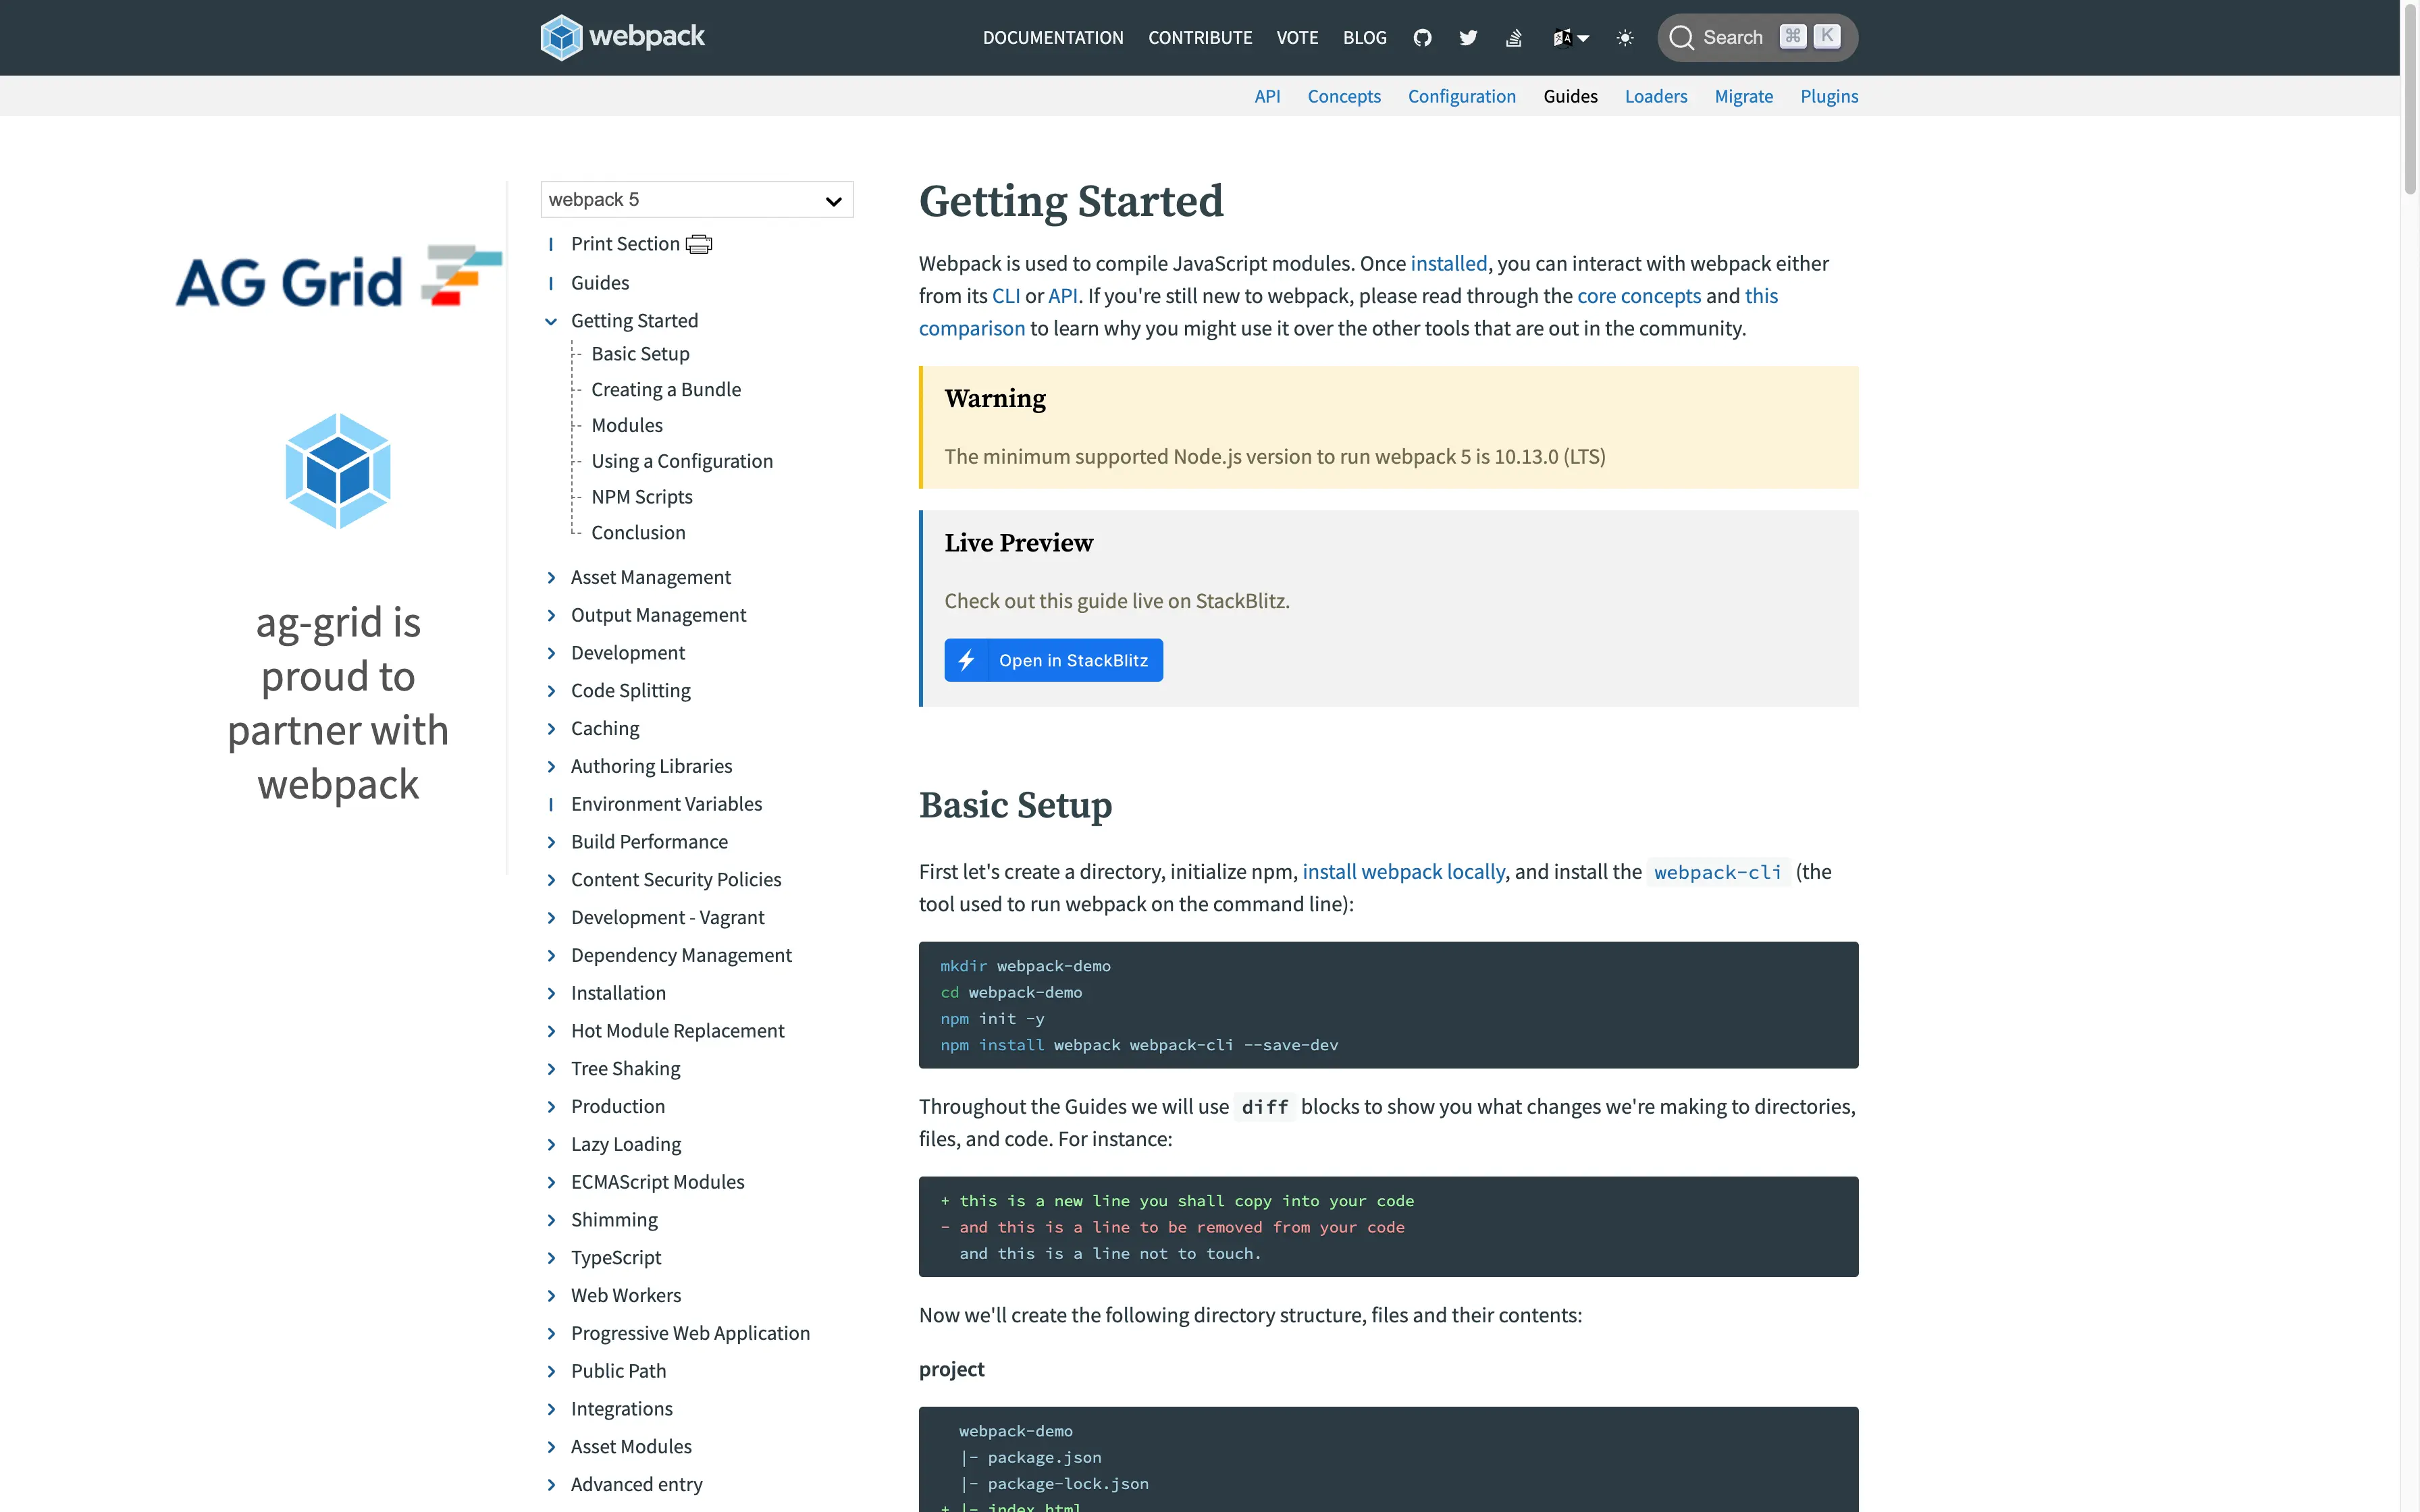 webpack
DOCUMENTATION CONTRIBUTE VOTE BLOG Search ⌘ K
API Concepts Configuration Guides Loaders Migrate Plugins
AG Grid
ag-grid is
proud to
partner with
webpack
webpack 5
Print Section
Guides
Getting Started
Basic Setup
Creating a Bundle
Modules
Using a Configuration
NPM Scripts
Conclusion
Asset Management
Output Management
Development
Code Splitting
Caching
Authoring Libraries
Environment Variables
Build Performance
Content Security Policies
Development - Vagrant
Dependency Management
Installation
Hot Module Replacement
Tree Shaking
Production
Lazy Loading
ECMAScript Modules
Shimming
TypeScript
Web Workers
Progressive Web Application
Public Path
Integrations
Asset Modules
Advanced entry
Getting Started
Webpack is used to compile JavaScript modules. Once installed, you can interact with webpack either
from its CLI or API. If you're still new to webpack, please read through the core concepts and this
comparison to learn why you might use it over the other tools that are out in the community.
Warning
The minimum supported Node.js version to run webpack 5 is 10.13.0 (LTS)
Live Preview
Check out this guide live on StackBlitz.
Open in StackBlitz
Basic Setup
First let's create a directory, initialize npm, install webpack locally, and install the webpack-cli (the
tool used to run webpack on the command line):
mkdir webpack-demo
cd webpack-demo
npm init -y
npm install webpack webpack-cli --save-dev
Throughout the Guides we will use diff blocks to show you what changes we're making to directories,
files, and code. For instance:
+ this is a new line you shall copy into your code
- and this is a line to be removed from your code
and this is a line not to touch.
Now we'll create the following directory structure, files and their contents:
project
webpack-demo
|- package.json
|- package-lock.json
+ |- index.html